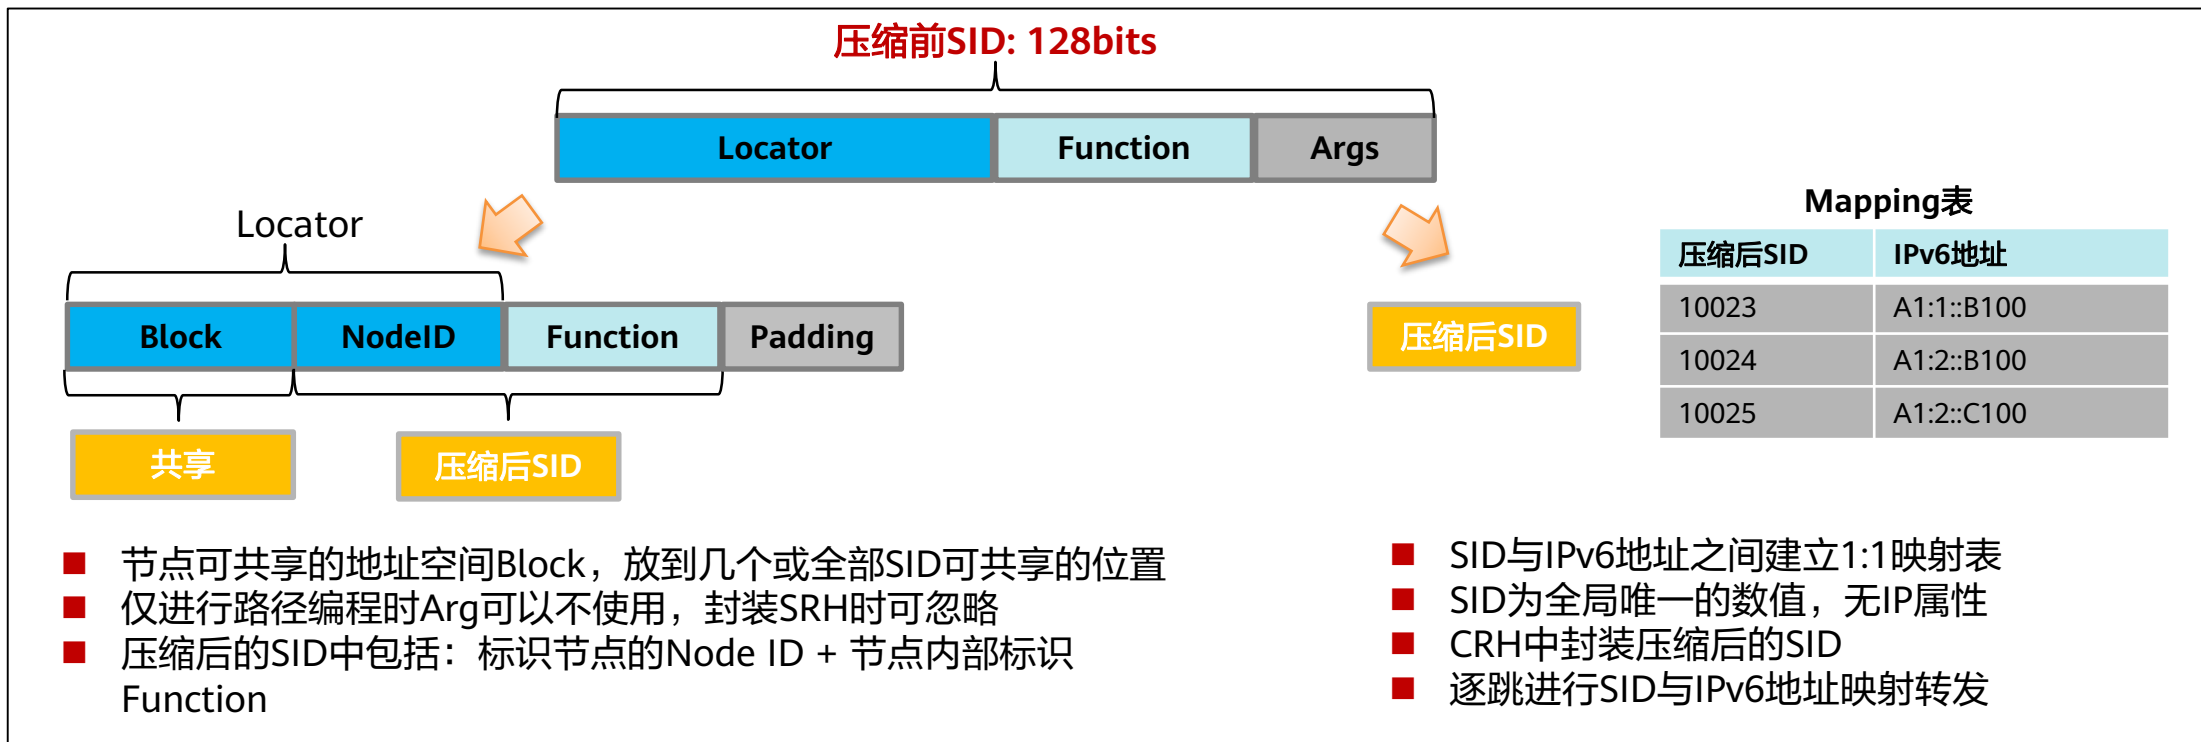 压缩前SID: 128bits
Locator Function Args
Locator
Block NodeID Function Padding
共享 压缩后SID
节点可共享的地址空间Block，放到几个或全部SID可共享的位置
仅进行路径编程时Arg可以不使用，封装SRH时可忽略
压缩后的SID中包括：标识节点的Node ID + 节点内部标识
Function
压缩后SID
Mapping表
压缩后SID IPv6地址
10023 A1:1::B100
10024 A1:2::B100
10025 A1:2::C100
SID与IPv6地址之间建立1:1映射表
SID为全局唯一的数值，无IP属性
CRH中封装压缩后的SID
逐跳进行SID与IPv6地址映射转发